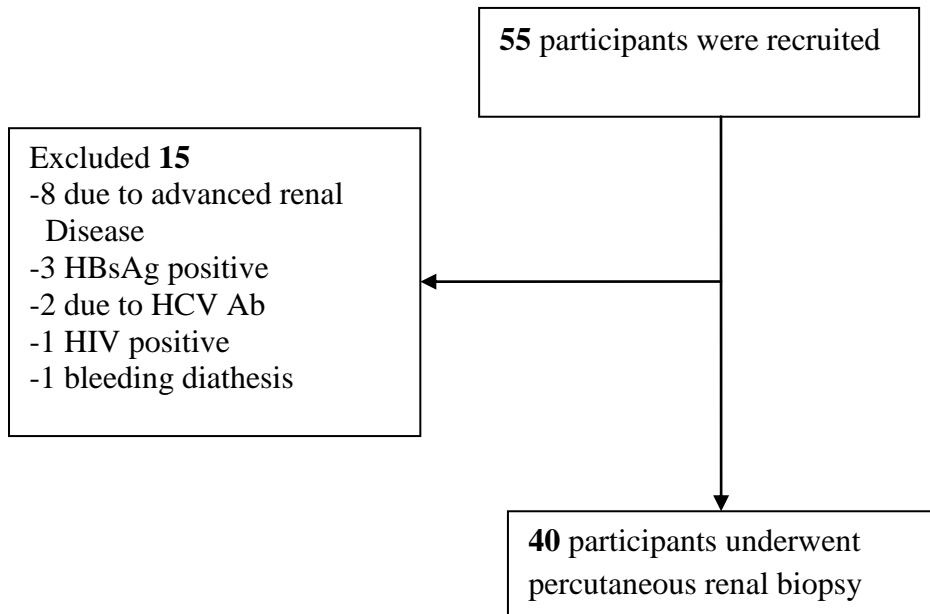 55 participants were recruited
Excluded 15
-8 due to advanced renal
Disease
-3 HBsAg positive
-2 due to HCV Ab
-1 HIV positive
-1 bleeding diathesis
40 participants underwent
percutaneous renal biopsy